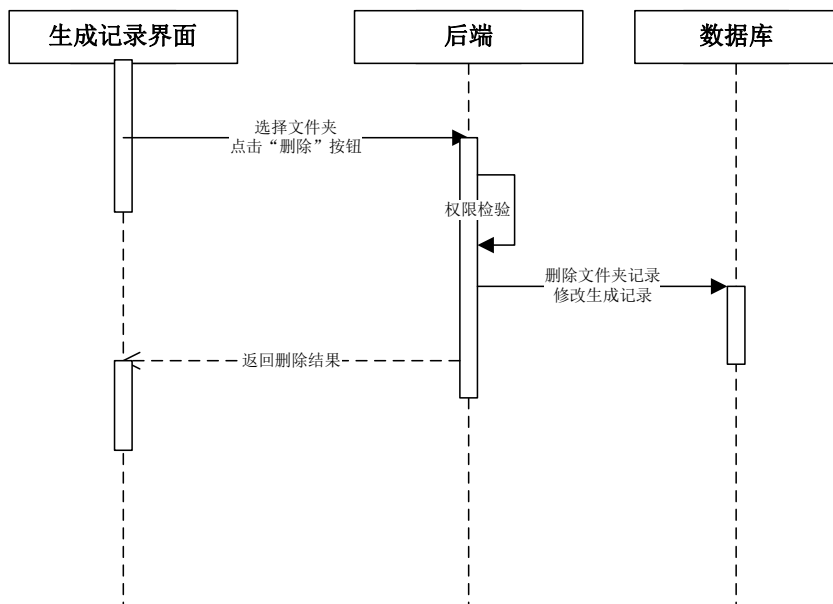 生成记录界面
后端
数据库
选择文件夹
点击“删除”按钮
权限检验
删除文件夹记录
修改生成记录
返回删除结果